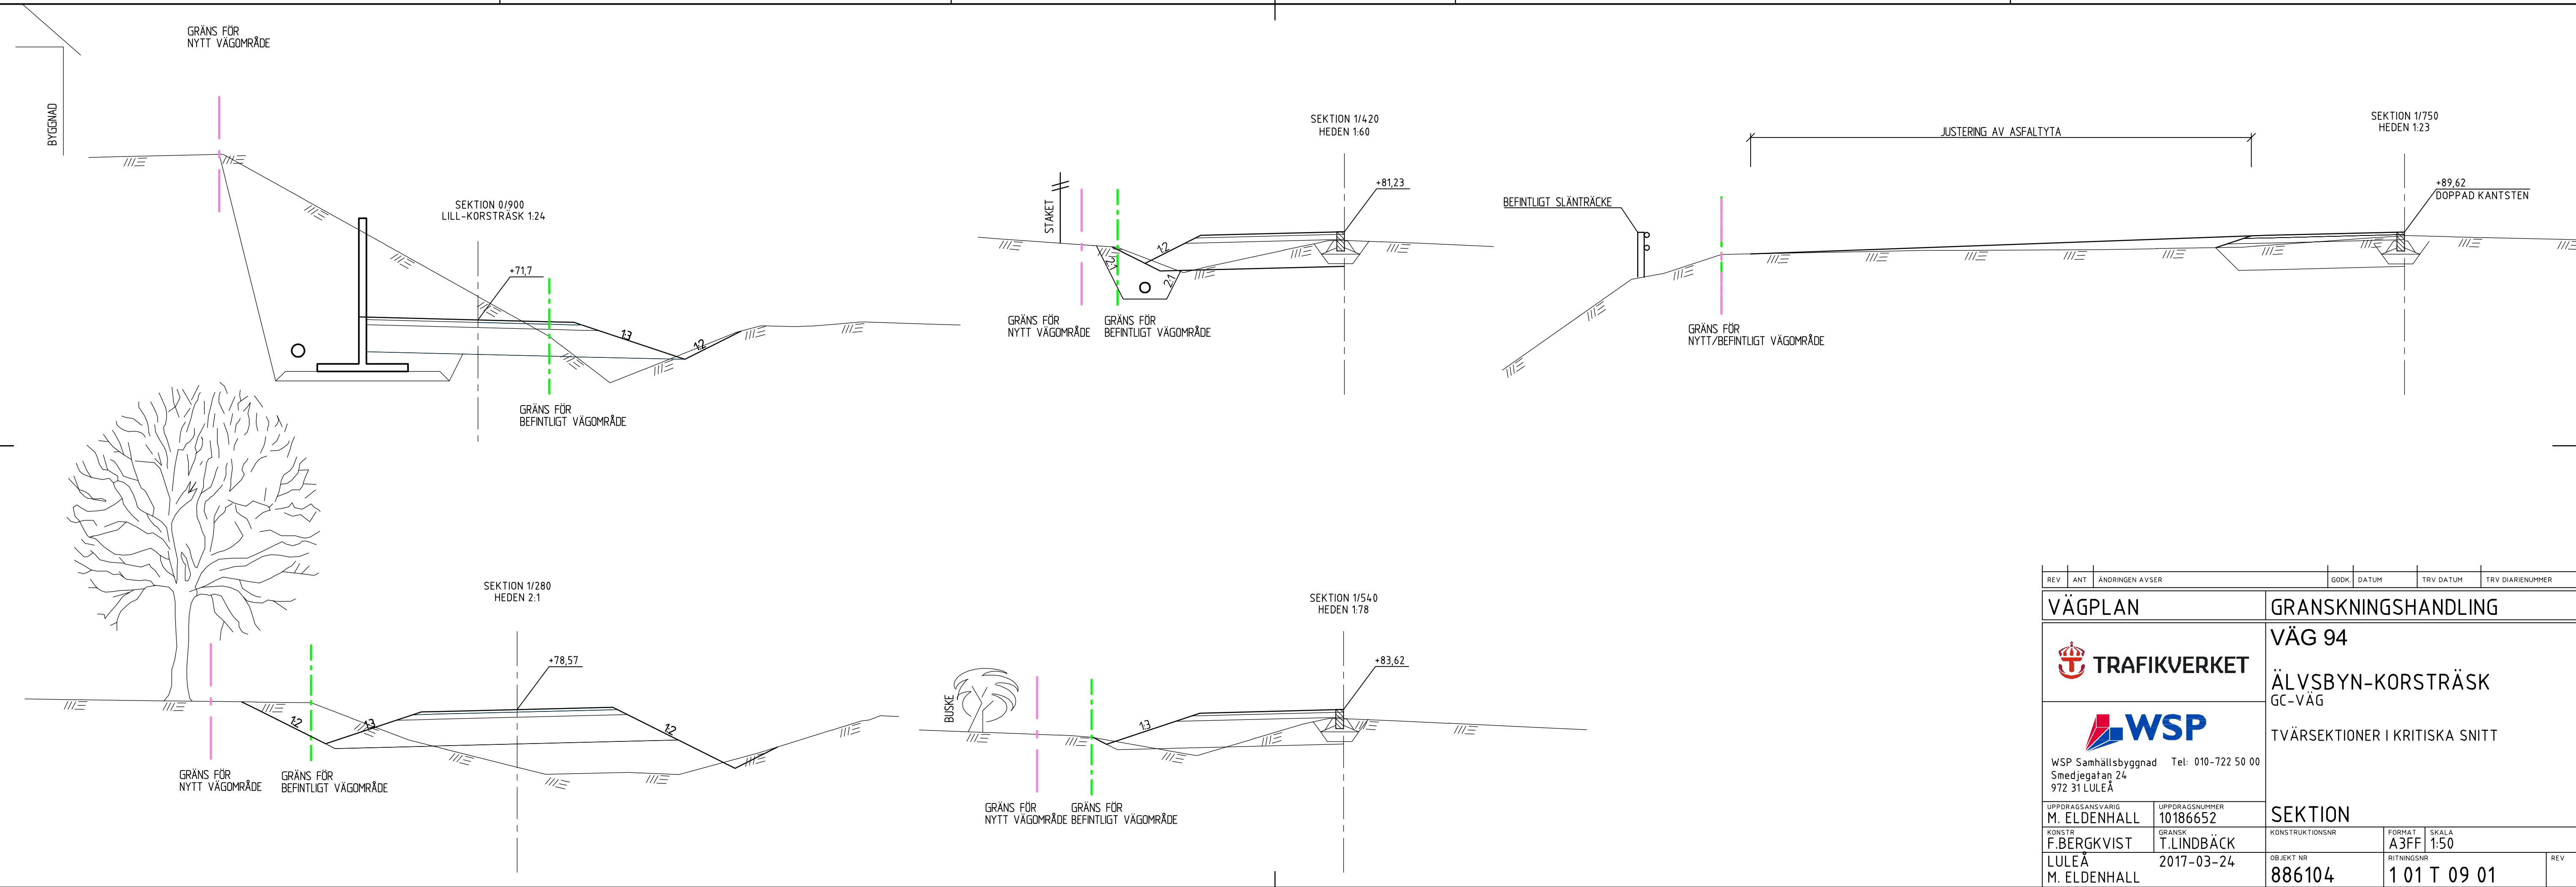 GRÄNS FÖR
NYTT VÄGOMRÅDE
BYGGNAD
SEKTION 0/900
LILL-KORSTRÄSK 1:24
+71,7
1:3
1:2
GRÄNS FÖR
BEFINTLIGT VÄGOMRÅDE
SEKTION 1/420
HEDEN 1:60
+81,23
STAKET
1:2
1:2
2:1
GRÄNS FÖR
NYTT VÄGOMRÅDE
GRÄNS FÖR
BEFINTLIGT VÄGOMRÅDE
SEKTION 1/750
HEDEN 1:23
JUSTERING AV ASFALTYTA
+89,62
DOPPAD KANTSTEN
BEFINTLIGT SLÄNTRÄCKE
GRÄNS FÖR
NYTT/BEFINTLIGT VÄGOMRÅDE
SEKTION 1/280
HEDEN 2:1
+78,57
1:2
1:3
1:2
GRÄNS FÖR
NYTT VÄGOMRÅDE
GRÄNS FÖR
BEFINTLIGT VÄGOMRÅDE
SEKTION 1/540
HEDEN 1:78
+83,62
BUSKE
1:3
GRÄNS FÖR
NYTT VÄGOMRÅDE
GRÄNS FÖR
BEFINTLIGT VÄGOMRÅDE
REV ANT ÄNDRINGEN AVSER GODK. DATUM TRV DATUM TRV DIARIENUMMER
VÄGPLAN
GRANSKNINGSHANDLING
TRAFIKVERKET
VÄG 94
ÄLVSBYN-KORSTRÄSK
GC-VÄG
TVÄRSEKTIONER I KRITISKA SNITT
WSP
WSP Samhällsbyggnad Tel: 010-722 50 00
Smedjegatan 24
972 31 LULEÅ
UPPDRAGSANSVARIG
M. ELDENHALL
UPPDRAGSNUMMER
10186652
SEKTION
KONSTR
F.BERGKVIST
GRANSK
T.LINDBÄCK
KONSTRUKTIONSNR
FORMAT
A3FF
SKALA
1:50
LULEÅ
M. ELDENHALL
2017-03-24
OBJEKT NR
886104
RITNINGSNR
1 01 T 09 01
REV